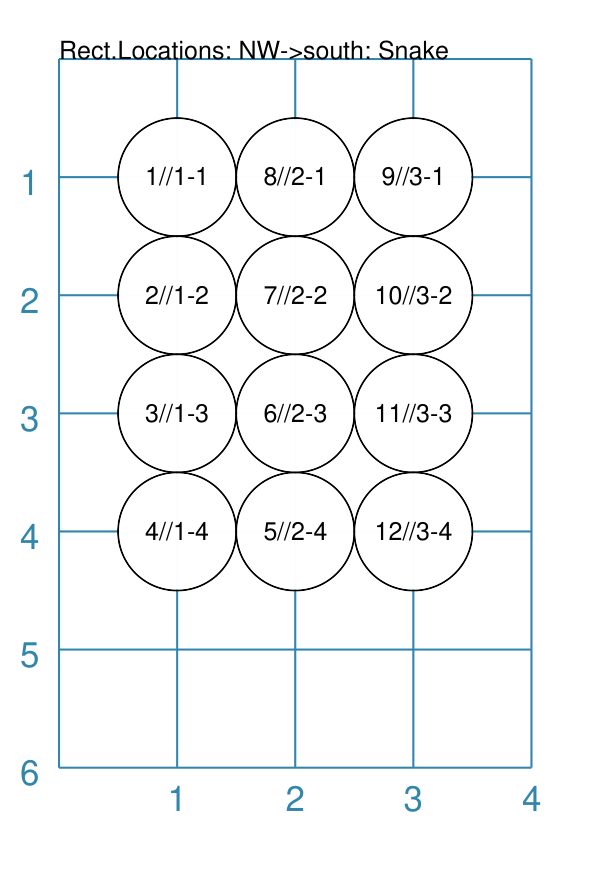 Rect.Locations: NW->south: Snake
1 1//1-1 8//2-1 9//3-1
2 2//1-2 7//2-2 10//3-2
3 3//1-3 6//2-3 11//3-3
4 4//1-4 5//2-4 12//3-4
5
6
1 2 3 4